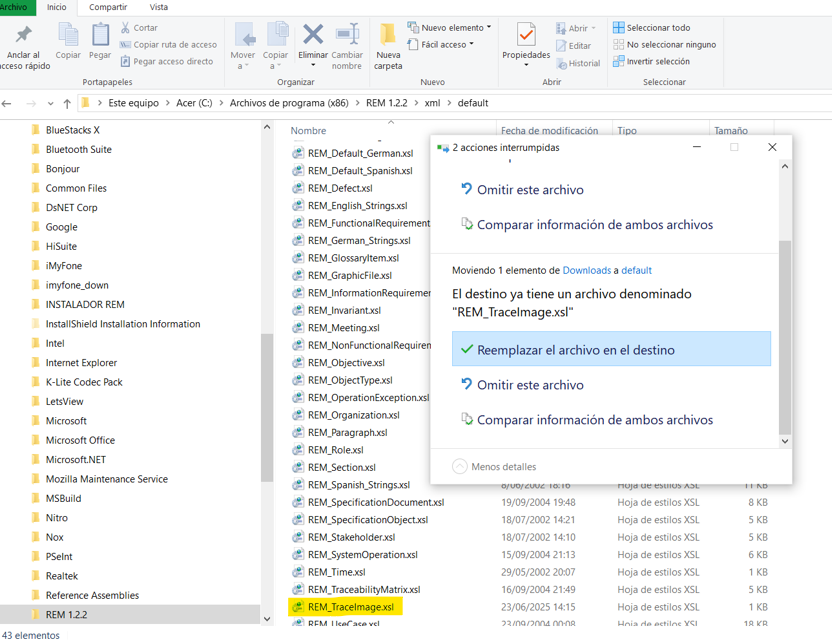 Archivo Inicio Compartir Vista
Anclar al acceso rápido
Copiar
Pegar
Cortar
Copiar ruta de acceso
Pegar acceso directo
Portapapeles
Mover a
Copiar a
Eliminar
Cambiar nombre
Organizar
Nueva carpeta
Nuevo elemento
Fácil acceso
Nuevo
Propiedades
Abrir
Editar
Historial
Abrir
Seleccionar todo
No seleccionar ninguno
Invertir selección
Seleccionar
Este equipo > Acer (C:) > Archivos de programa (x86) > REM 1.2.2 > xml > default
BlueStacks X
Bluetooth Suite
Bonjour
Common Files
DsNET Corp
Google
HiSuite
iMyFone
imyfone_down
INSTALADOR REM
InstallShield Installation Information
Intel
Internet Explorer
K-Lite Codec Pack
LetsView
Microsoft
Microsoft Office
Microsoft.NET
Mozilla Maintenance Service
MSBuild
Nitro
Nox
PSeInt
Realtek
Reference Assemblies
REM 1.2.2
43 elementos
Nombre Fecha de modificación Tipo Tamaño
REM_Default_German.xsl
REM_Default_Spanish.xsl
REM_Defect.xsl
REM_English_Strings.xsl
REM_FunctionalRequirement
REM_German_Strings.xsl
REM_GlossaryItem.xsl
REM_GraphicFile.xsl
REM_InformationRequiremen
REM_Invariant.xsl
REM_Meeting.xsl
REM_NonFunctionalRequiren
REM_Objective.xsl
REM_ObjectType.xsl
REM_OperationException.xsl
REM_Organization.xsl
REM_Paragraph.xsl
REM_Role.xsl
REM_Section.xsl
REM_Spanish_Strings.xsl 8/06/2002 18:16 Hoja de estilos XSL 11 KB
REM_SpecificationDocument.xsl 19/09/2004 19:48 Hoja de estilos XSL 8 KB
REM_SpecificationObject.xsl 18/07/2002 14:21 Hoja de estilos XSL 5 KB
REM_Stakeholder.xsl 18/07/2002 14:10 Hoja de estilos XSL 5 KB
REM_SystemOperation.xsl 15/09/2004 21:13 Hoja de estilos XSL 6 KB
REM_Time.xsl 29/05/2002 20:07 Hoja de estilos XSL 1 KB
REM_TraceabilityMatrix.xsl 16/09/2004 21:49 Hoja de estilos XSL 5 KB
REM_TraceImage.xsl 23/06/2025 14:15 Hoja de estilos XSL 1 KB
REM_UseCase.xsl 23/09/2004 00:08 Hoja de estilos XSL 18 KB
2 acciones interrumpidas
Omitir este archivo
Comparar información de ambos archivos
Moviendo 1 elemento de Downloads a default
El destino ya tiene un archivo denominado
"REM_TraceImage.xsl"
Reemplazar el archivo en el destino
Omitir este archivo
Comparar información de ambos archivos
Menos detalles